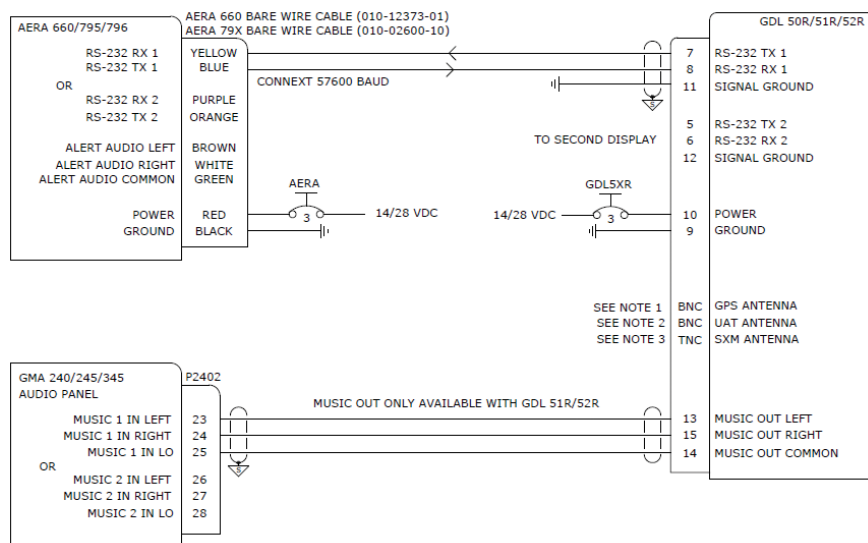 AERA 660/795/796
AERA 660 BARE WIRE CABLE (010-12373-01)
AERA 79X BARE WIRE CABLE (010-02600-10)
GDL 50R/51R/52R
RS-232 RX 1 YELLOW
RS-232 TX 1 BLUE
OR
RS-232 RX 2 PURPLE
RS-232 TX 2 ORANGE
ALERT AUDIO LEFT BROWN
ALERT AUDIO RIGHT WHITE
ALERT AUDIO COMMON GREEN
POWER RED
GROUND BLACK
CONNEXT 57600 BAUD
S
7 RS-232 TX 1
8 RS-232 RX 1
11 SIGNAL GROUND
TO SECOND DISPLAY
5 RS-232 TX 2
6 RS-232 RX 2
12 SIGNAL GROUND
AERA
3
14/28 VDC
14/28 VDC
GDL5XR
3
10 POWER
9 GROUND
SEE NOTE 1 BNC GPS ANTENNA
SEE NOTE 2 BNC UAT ANTENNA
SEE NOTE 3 TNC SXM ANTENNA
GMA 240/245/345
AUDIO PANEL
P2402
MUSIC 1 IN LEFT 23
MUSIC 1 IN RIGHT 24
MUSIC 1 IN LO 25
OR
MUSIC 2 IN LEFT 26
MUSIC 2 IN RIGHT 27
MUSIC 2 IN LO 28
S
MUSIC OUT ONLY AVAILABLE WITH GDL 51R/52R
13 MUSIC OUT LEFT
15 MUSIC OUT RIGHT
14 MUSIC OUT COMMON